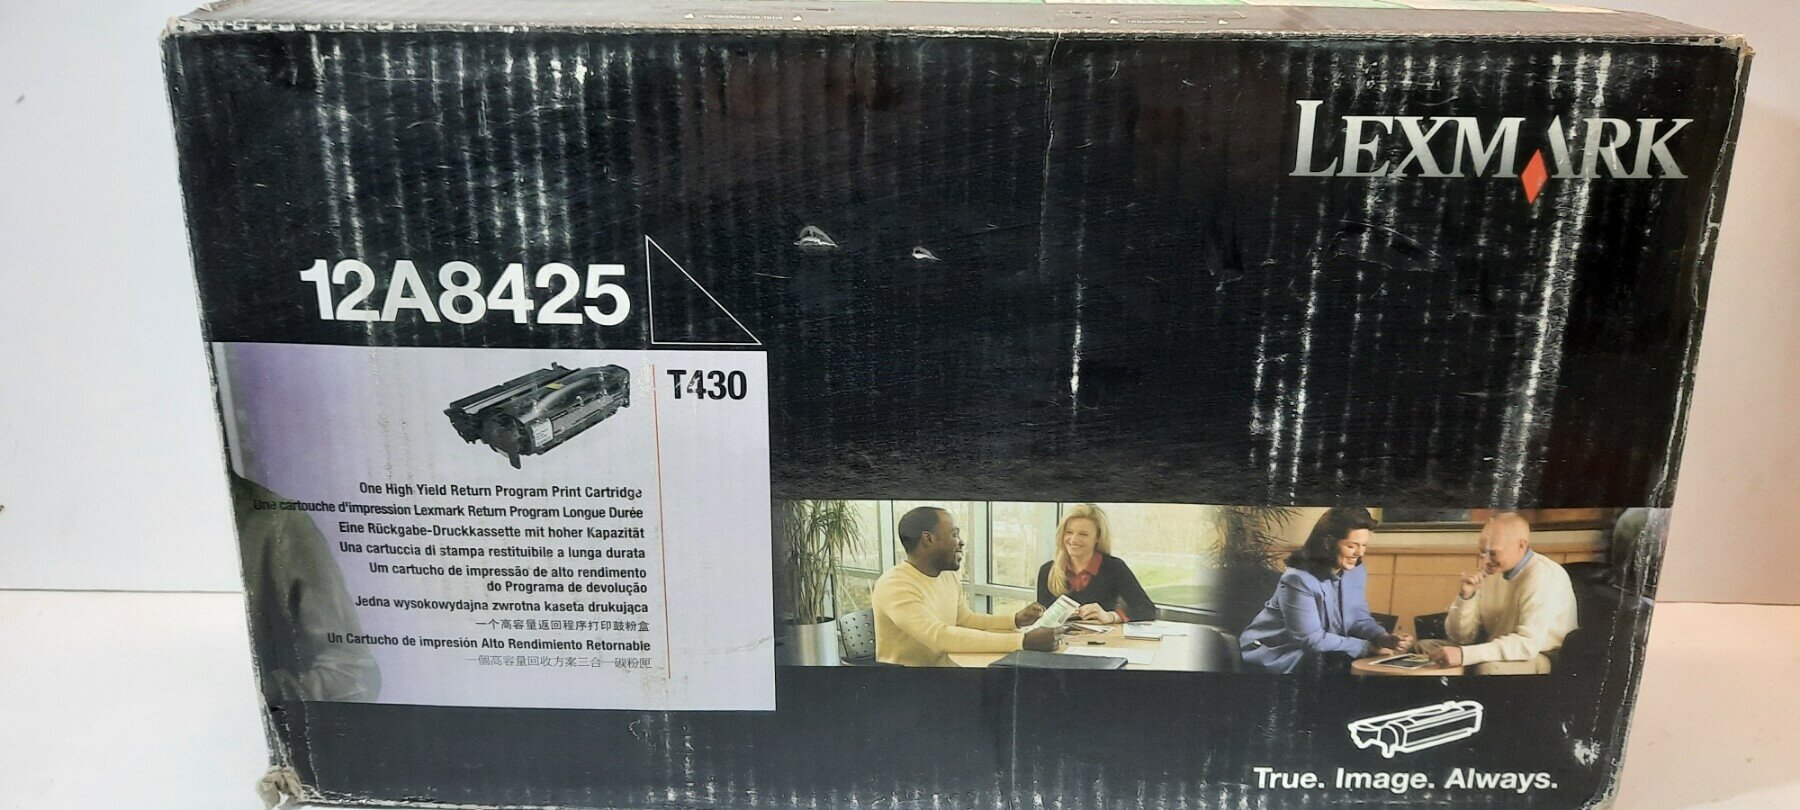 LEXMARK
12A8425
T430
One High Yield Return Program Print Cartridge
Une cartouche d'impression Lexmark Return Program Longue Durée
Eine Rückgabe-Druckkassette mit hoher Kapazität
Una cartuccia di stampa restituibile a lunga durata
Um cartucho de impressão de alto rendimento
do Programa de devolução
Jedna wysokowydajna zwrotna kaseta drukująca
一个高容量返回程序打印鼓粉盒
Un Cartucho de impresión Alto Rendimiento Retornable
一個高容量回收方案三合一碳粉匣
True. Image. Always.